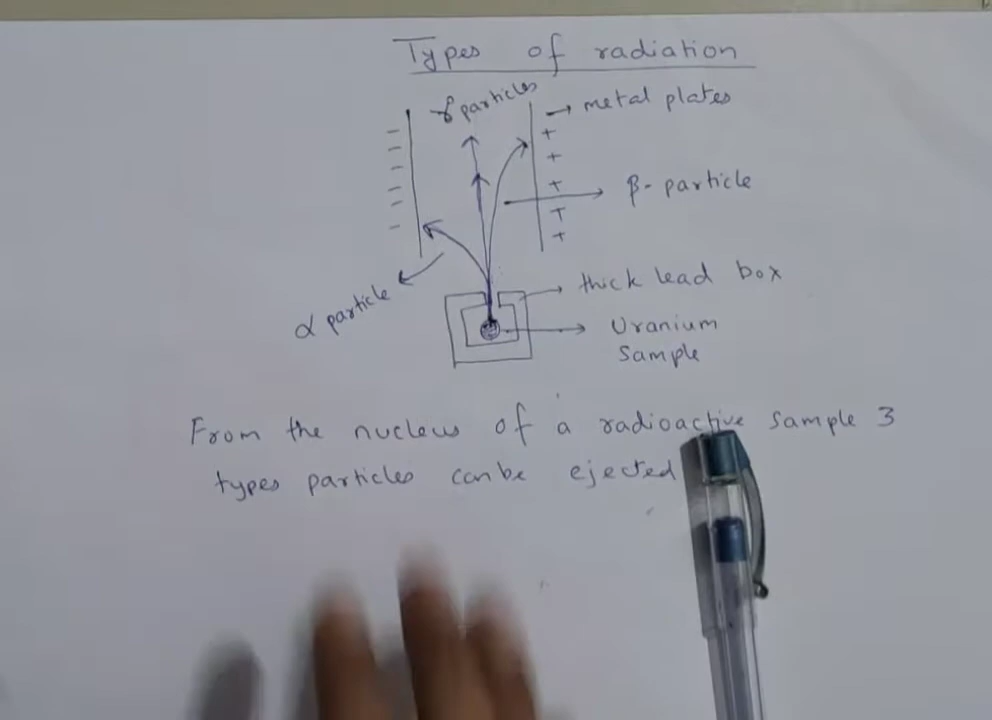 Types of radiation
γ particles
→ metal plates
β- particle
α particle
thick lead box
Uranium
Sample
From the nucleus of a radioactive sample 3
types particles can be ejected